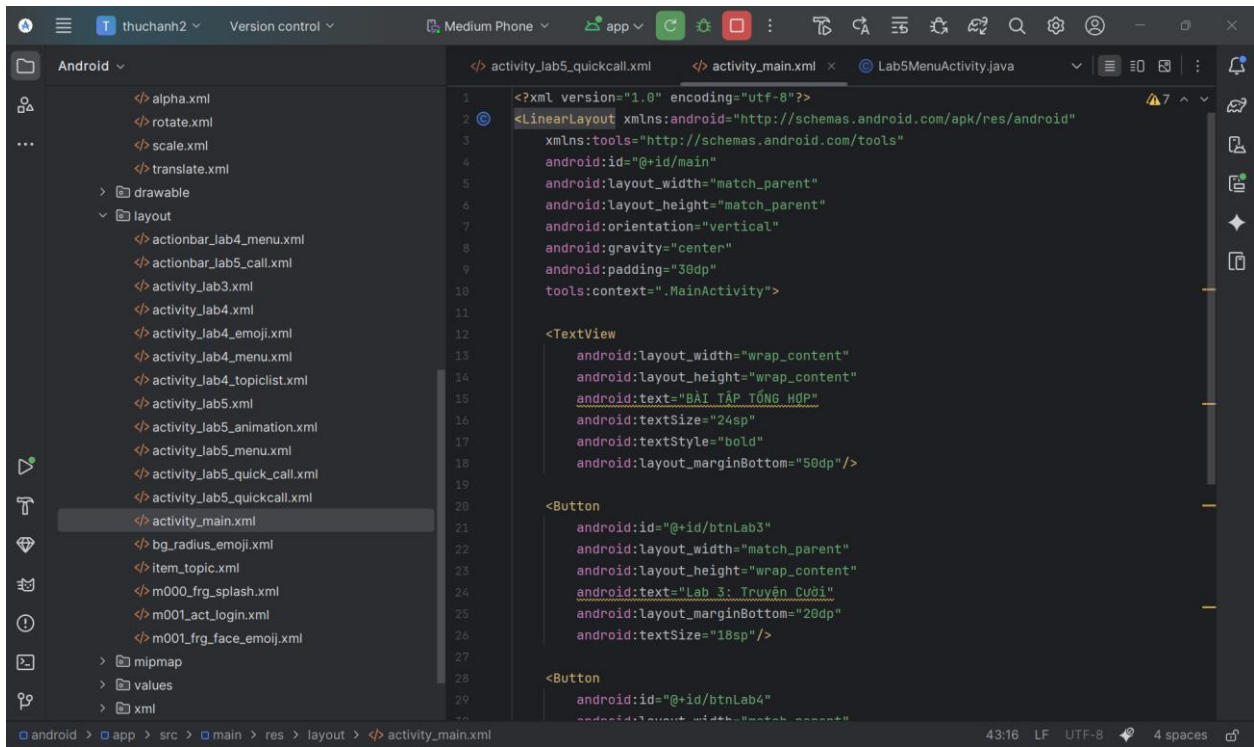 T thuchanh2 Version control Medium Phone app
Android
activity_lab5_quickcall.xml activity_main.xml Lab5MenuActivity.java
alpha.xml
rotate.xml
scale.xml
translate.xml
drawable
layout
actionbar_lab4_menu.xml
actionbar_lab5_call.xml
activity_lab3.xml
activity_lab4.xml
activity_lab4_emoji.xml
activity_lab4_menu.xml
activity_lab4_topiclist.xml
activity_lab5.xml
activity_lab5_animation.xml
activity_lab5_menu.xml
activity_lab5_quick_call.xml
activity_lab5_quickcall.xml
activity_main.xml
bg_radius_emoji.xml
item_topic.xml
m000_frg_splash.xml
m001_act_login.xml
m001_frg_face_emoij.xml
mipmap
values
xml
1 <?xml version="1.0" encoding="utf-8"?> 7
2 <LinearLayout xmlns:android="http://schemas.android.com/apk/res/android"
3 xmlns:tools="http://schemas.android.com/tools"
4 android:id="@+id/main"
5 android:layout_width="match_parent"
6 android:layout_height="match_parent"
7 android:orientation="vertical"
8 android:gravity="center"
9 android:padding="30dp"
10 tools:context=".MainActivity">
11
12 <TextView
13 android:layout_width="wrap_content"
14 android:layout_height="wrap_content"
15 android:text="BÀI TẬP TỔNG HỢP"
16 android:textSize="24sp"
17 android:textStyle="bold"
18 android:layout_marginBottom="50dp"/>
19
20 <Button
21 android:id="@+id/btnLab3"
22 android:layout_width="match_parent"
23 android:layout_height="wrap_content"
24 android:text="Lab 3: Truyện Cười"
25 android:layout_marginBottom="20dp"
26 android:textSize="18sp"/>
27
28 <Button
29 android:id="@+id/btnLab4"
30 android:layout_width="match_parent"
android > app > src > main > res > layout > activity_main.xml 43:16 LF UTF-8 4 spaces